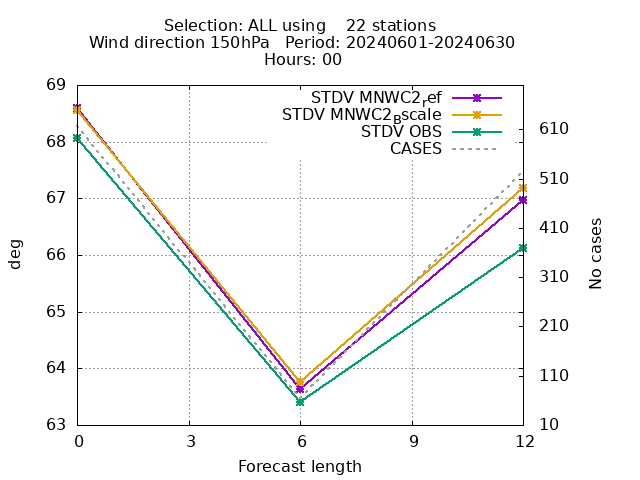 Selection: ALL using    22 stations
Wind direction 150hPa   Period: 20240601-20240630
Hours: 00
STDV MNWC2_ref
STDV MNWC2_Bscale
STDV OBS
CASES
69
68
67
66
65
64
63
610
510
410
310
210
110
10
deg
No cases
0 3 6 9 12
Forecast length